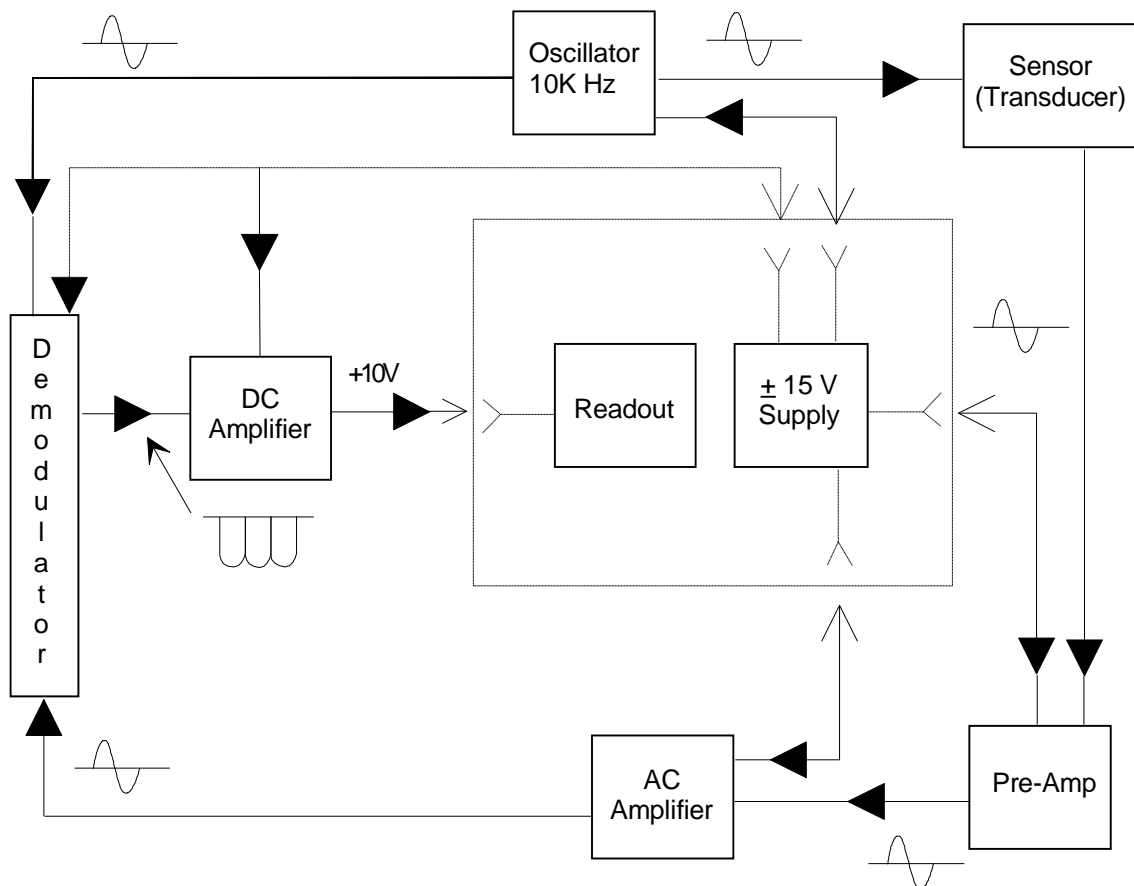 Oscillator
10K Hz
Sensor
(Transducer)
D
e
m
o
d
u
l
a
t
o
r
DC
Amplifier
+10V
Readout
± 15 V
Supply
AC
Amplifier
Pre-Amp